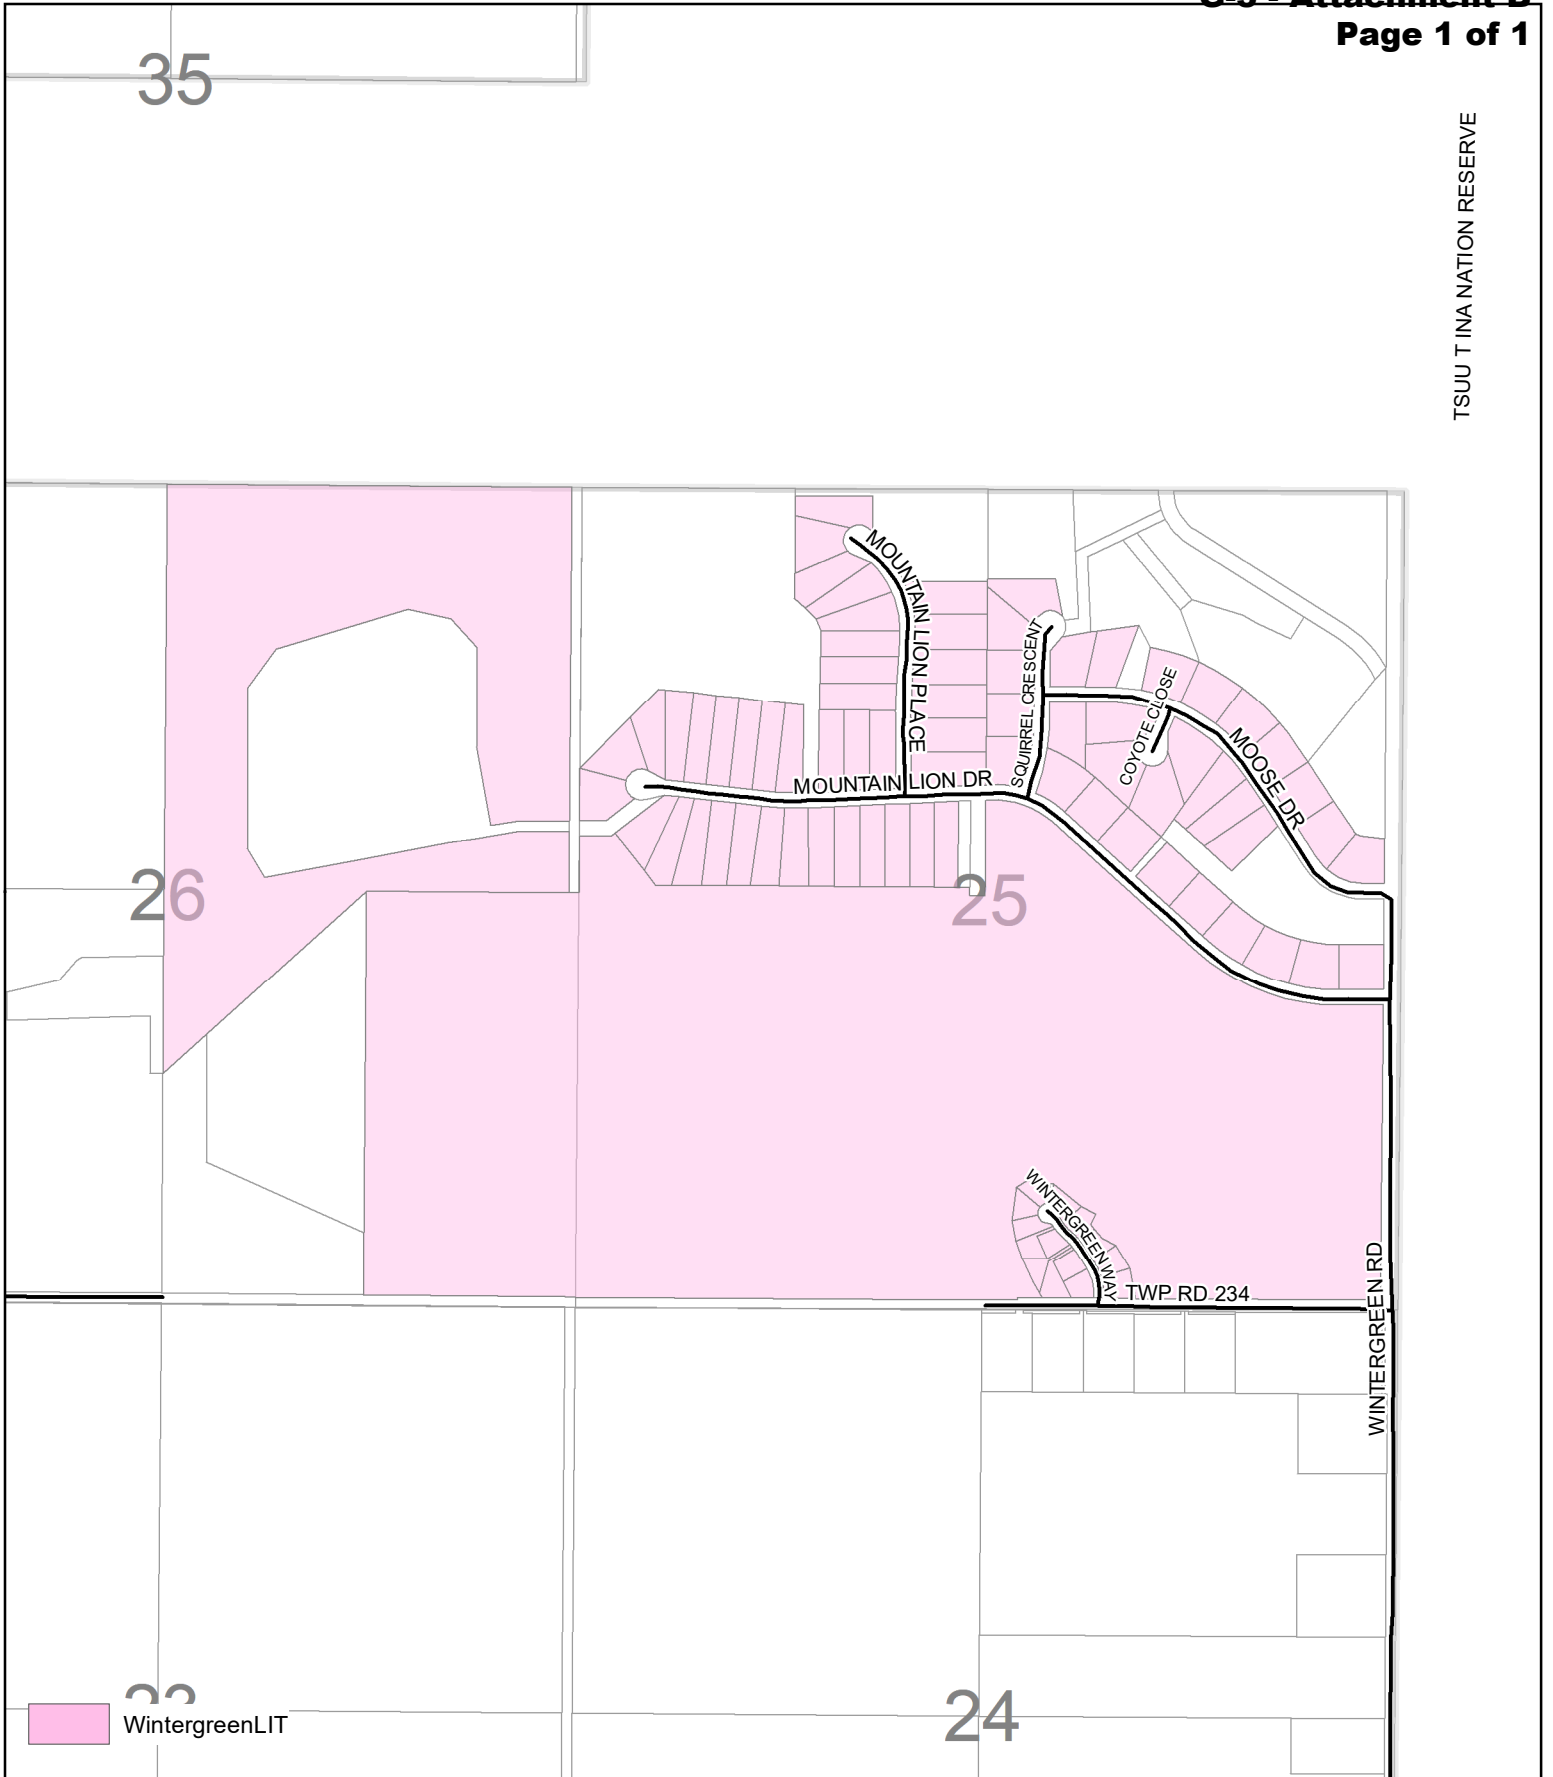 Page 1 of 1
35
TSUU T INA NATION RESERVE
MOUNTAIN LION PLACE
SQUIRREL CRESCENT
COYOTE CLOSE
MOOSE DR
MOUNTAIN LION DR
26
25
WINTERGREEN WAY
TWP RD 234
WINTERGREEN RD
24
WintergreenLIT